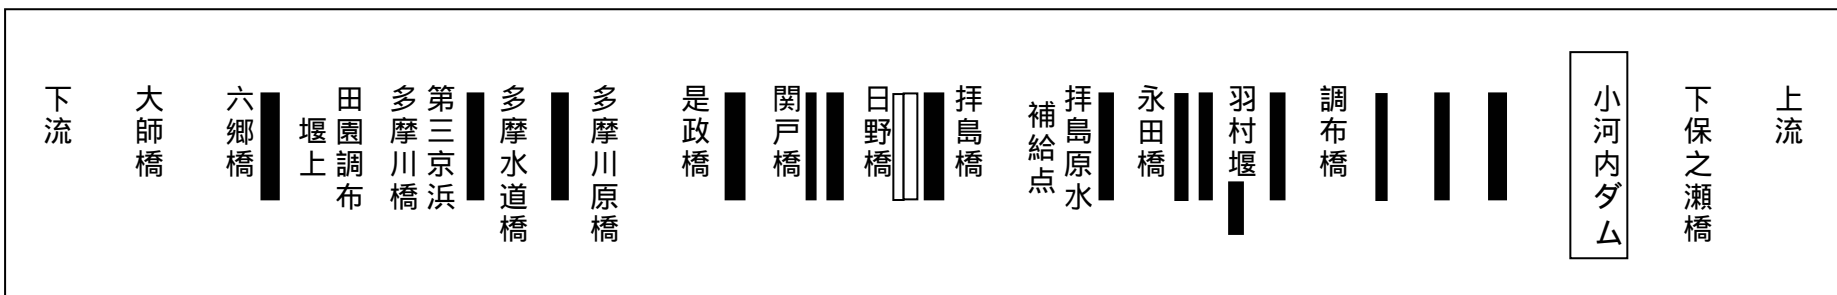 上流
下保之瀬橋
小河内ダム
調布橋
羽村堰
永田橋
拝島原水
補給点
拝島橋
日野橋
関戸橋
是政橋
多摩川原橋
多摩水道橋
第三京浜
多摩川橋
田園調布
堰上
六郷橋
大師橋
下流